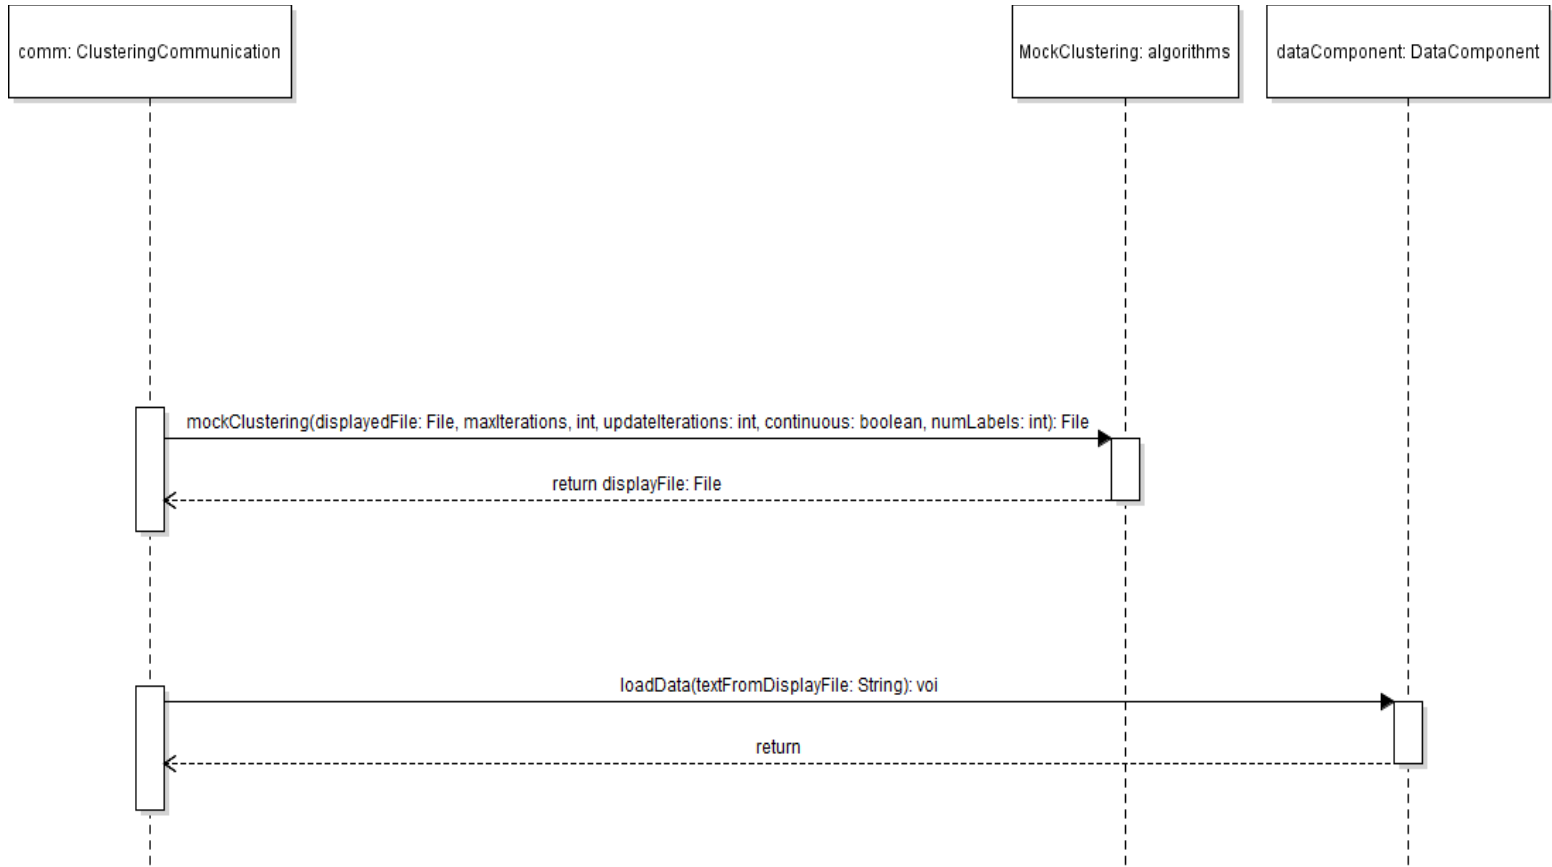 comm: ClusteringCommunication
MockClustering: algorithms
dataComponent: DataComponent
mockClustering(displayedFile: File, maxIterations, int, updateIterations: int, continuous: boolean, numLabels: int): File
return displayFile: File
loadData(textFromDisplayFile: String): voi
return